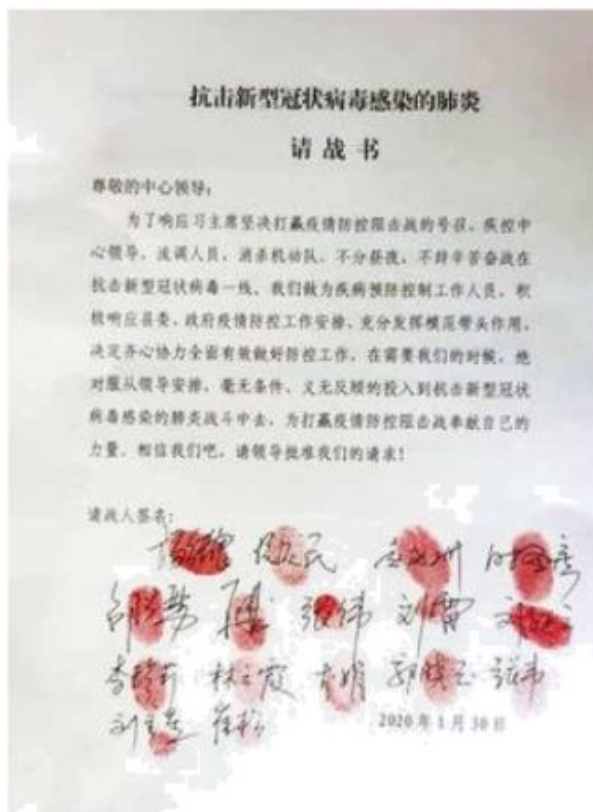 抗击新型冠状病毒感染的肺炎
请战书
尊敬的中心领导:
为了响应习主席坚决打赢疫情防控阻击战的号召,疾控中
心领导、流调人员、消杀机动队,不分昼夜,不辞辛苦奋战在
抗击新型冠状病毒一线,我们做为疾病预防控制工作人员,积
极响应县委、政府疫情防控工作安排、充分发挥模范带头作用,
决定齐心协力全面有效做好防控工作,在需要我们的时候,绝
对服从领导安排,毫无条件、义无反顾的投入到抗击新型冠状
病毒感染的肺炎战斗中去,为打赢疫情防控阻击战奉献自己的
力量,相信我们吧,请领导批准我们的请求!
请战人签名:
张伟 刘雷
张韦
2020年1月30日